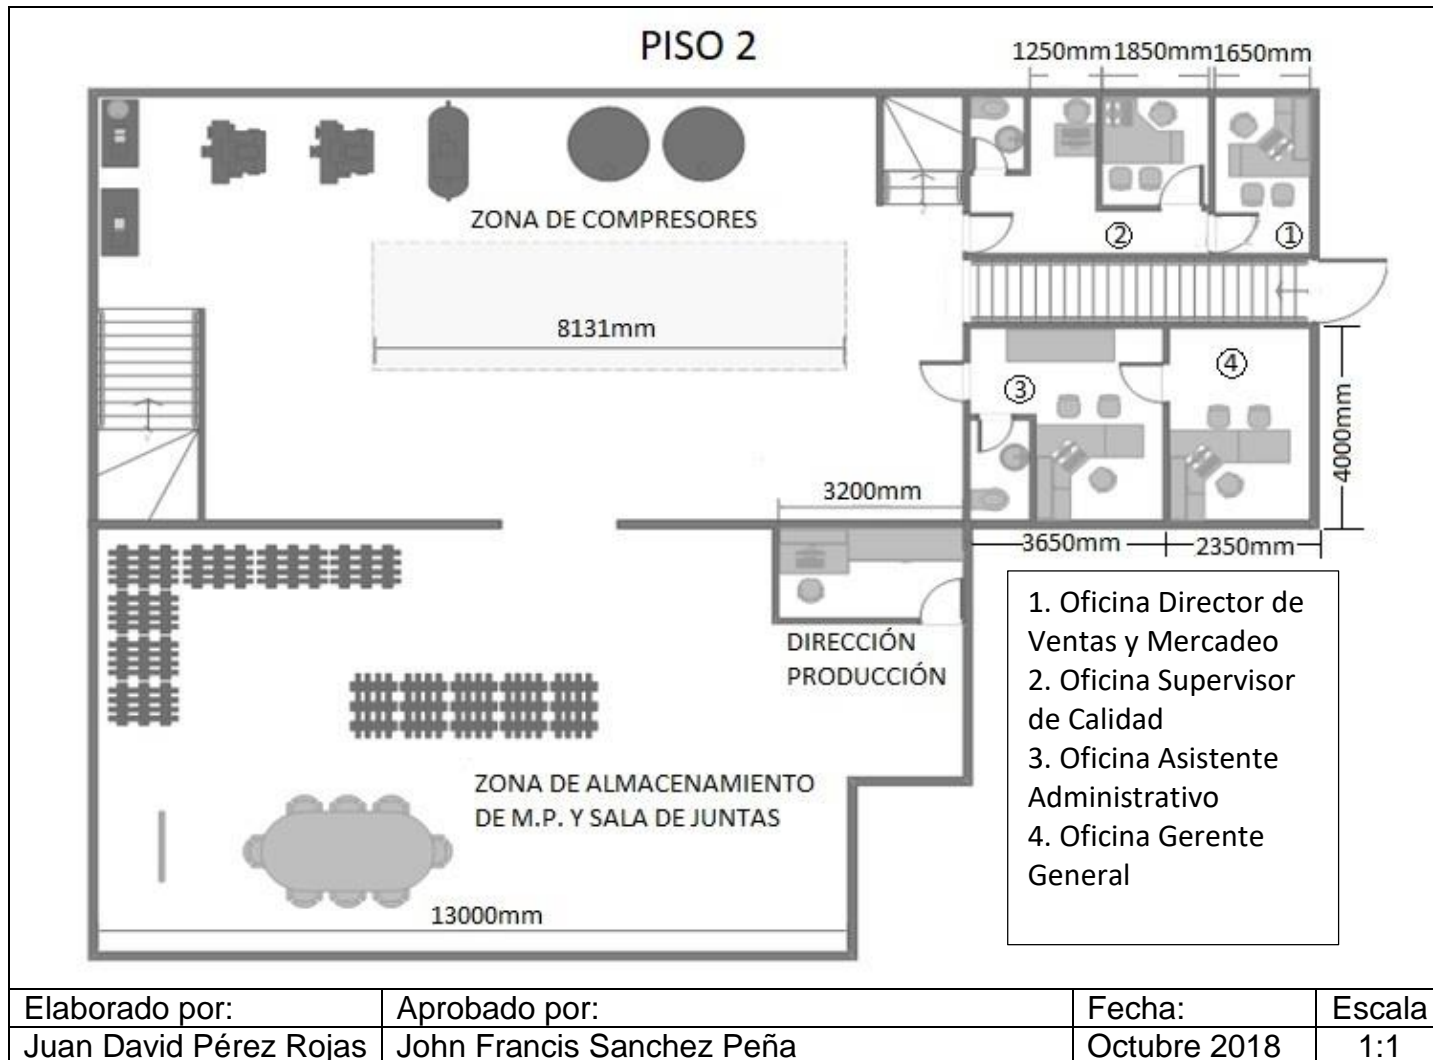 PISO 2
1250mm 1850mm 1650mm
ZONA DE COMPRESORES
2
1
8131mm
3
4
4000mm
3200mm
3650mm
2350mm
DIRECCIÓN
PRODUCCIÓN
1. Oficina Director de
Ventas y Mercadeo
2. Oficina Supervisor
de Calidad
3. Oficina Asistente
Administrativo
4. Oficina Gerente
General
ZONA DE ALMACENAMIENTO
DE M.P. Y SALA DE JUNTAS
13000mm
Elaborado por: Aprobado por: Fecha: Escala
Juan David Pérez Rojas John Francis Sanchez Peña Octubre 2018 1:1